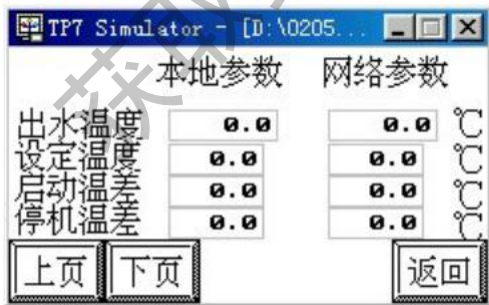 TP7 Simulator - [D:\0205...
本地参数 网络参数
出水温度 0.0 0.0 ℃
设定温度 0.0 0.0 ℃
启动温差 0.0 0.0 ℃
停机温差 0.0 0.0 ℃
上页 下页 返回